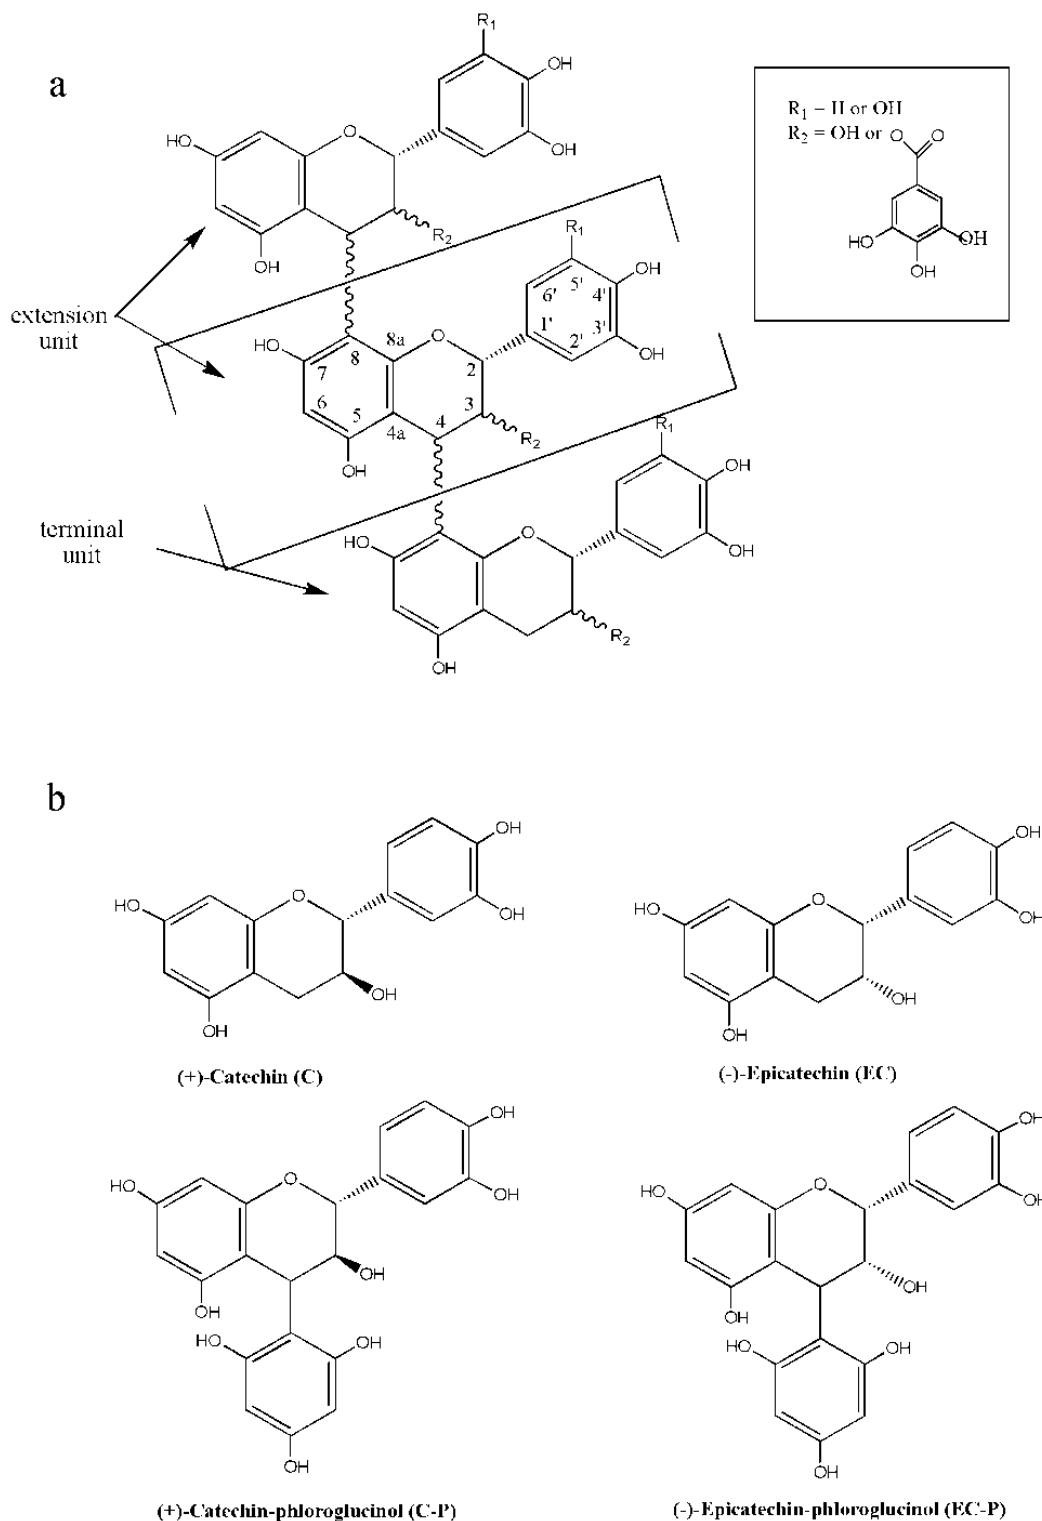 a
R₁
OH
OH
HO
O
OH
R₂
R₁ – H or OH
R₂ = OH or O
O
HO
OH
OH
extension
unit
R₁
OH
OH
6'
5'
4'
3'
2'
1'
HO
8
8a
O
2
7
6
5
4a
4
3
R₂
OH
terminal
unit
R₁
OH
OH
HO
O
R₂
OH
b
OH
OH
HO
O
OH
OH
(+)-Catechin (C)
OH
OH
HO
O
OH
OH
(-)-Epicatechin (EC)
OH
OH
HO
O
OH
OH
HO
OH
OH
(+)-Catechin-phloroglucinol (C-P)
OH
OH
HO
O
OH
OH
HO
OH
OH
(-)-Epicatechin-phloroglucinol (EC-P)